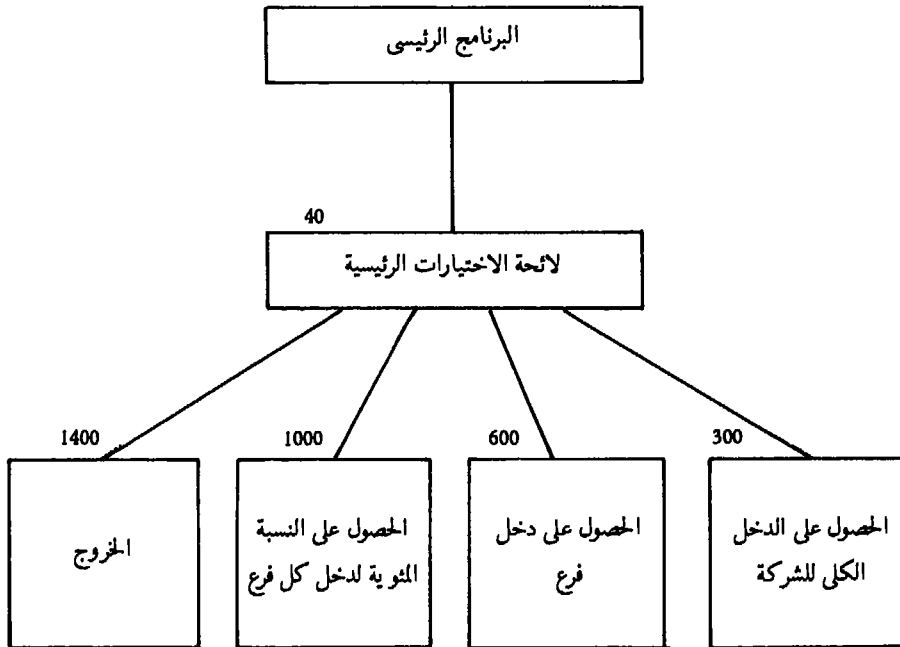 البرنامج الرئيسى
40
لائحة الاختيارات الرئيسية
300
الحصول على الدخل
الكلى للشركة
600
الحصول على دخل
فرع
1000
الحصول على النسبة
المئوية لدخل كل فرع
1400
الخروج